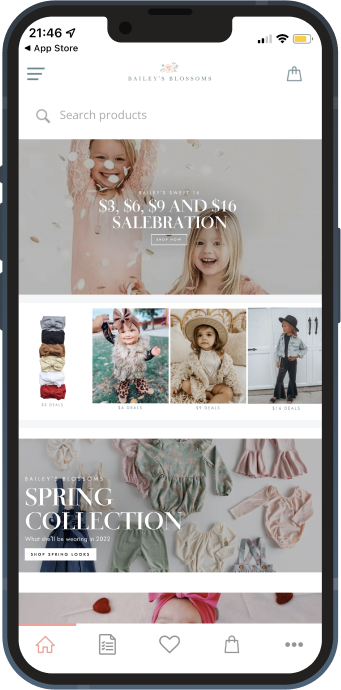 21:46
App Store
BAILEY'S BLOSSOMS
Search products
BAILEY'S SWEET 16
$3, $6, $9 AND $16
SALEBRATION
SHOP NOW
$3 DEALS
$6 DEALS
$9 DEALS
$16 DEALS
BAILEY'S BLOSSOMS
SPRING
COLLECTION
What she'll be wearing in 2022
SHOP SPRING LOOKS